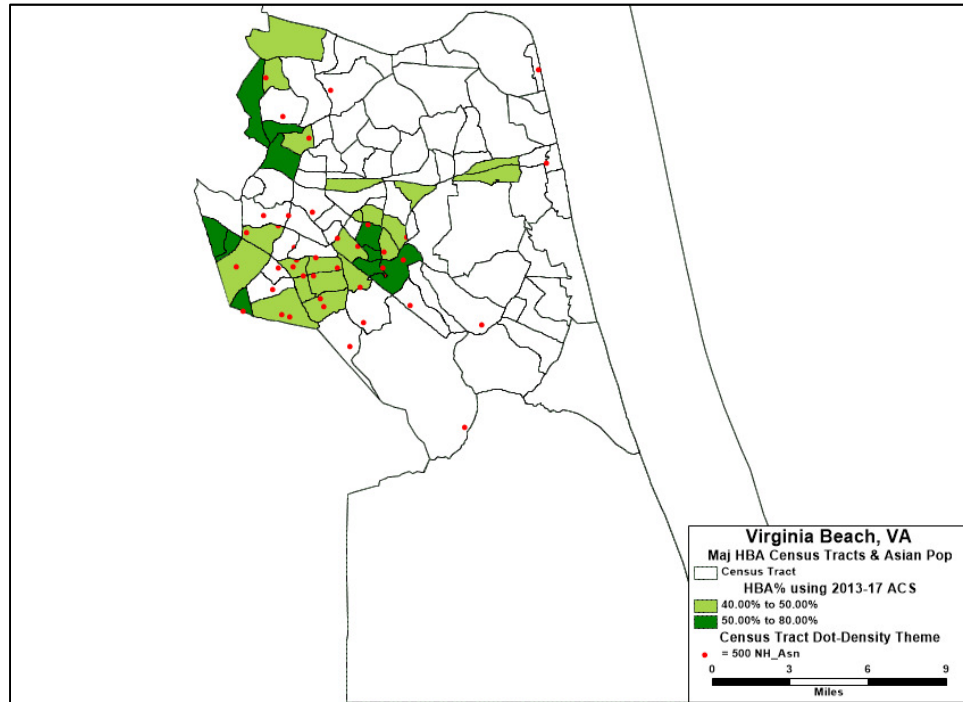 Virginia Beach, VA
Maj HBA Census Tracts & Asian Pop
Census Tract
HBA% using 2013-17 ACS
40.00% to 50.00%
50.00% to 80.00%
Census Tract Dot-Density Theme
= 500 NH_Asn
0 3 6 9
Miles